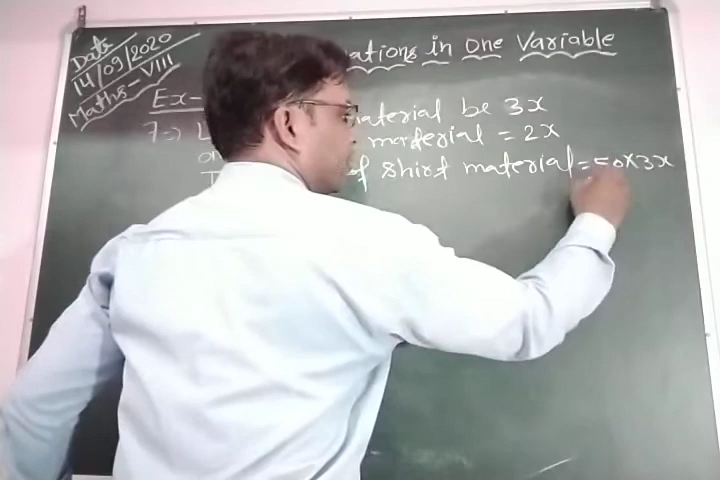 Date
14/09/2020
Maths-VIII
ations in One Variable
Ex-
7=> L aterial be 3x
on material = 2x
T of shirt material = 50x3x